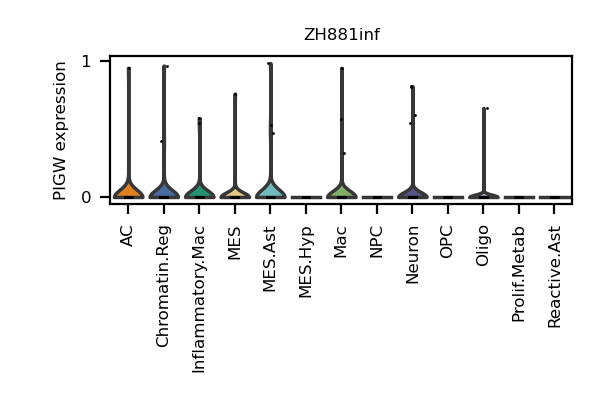 ZH881inf
PIGW expression
1
0
AC
Chromatin.Reg
Inflammatory.Mac
MES
MES.Ast
MES.Hyp
Mac
NPC
Neuron
OPC
Oligo
Prolif.Metab
Reactive.Ast